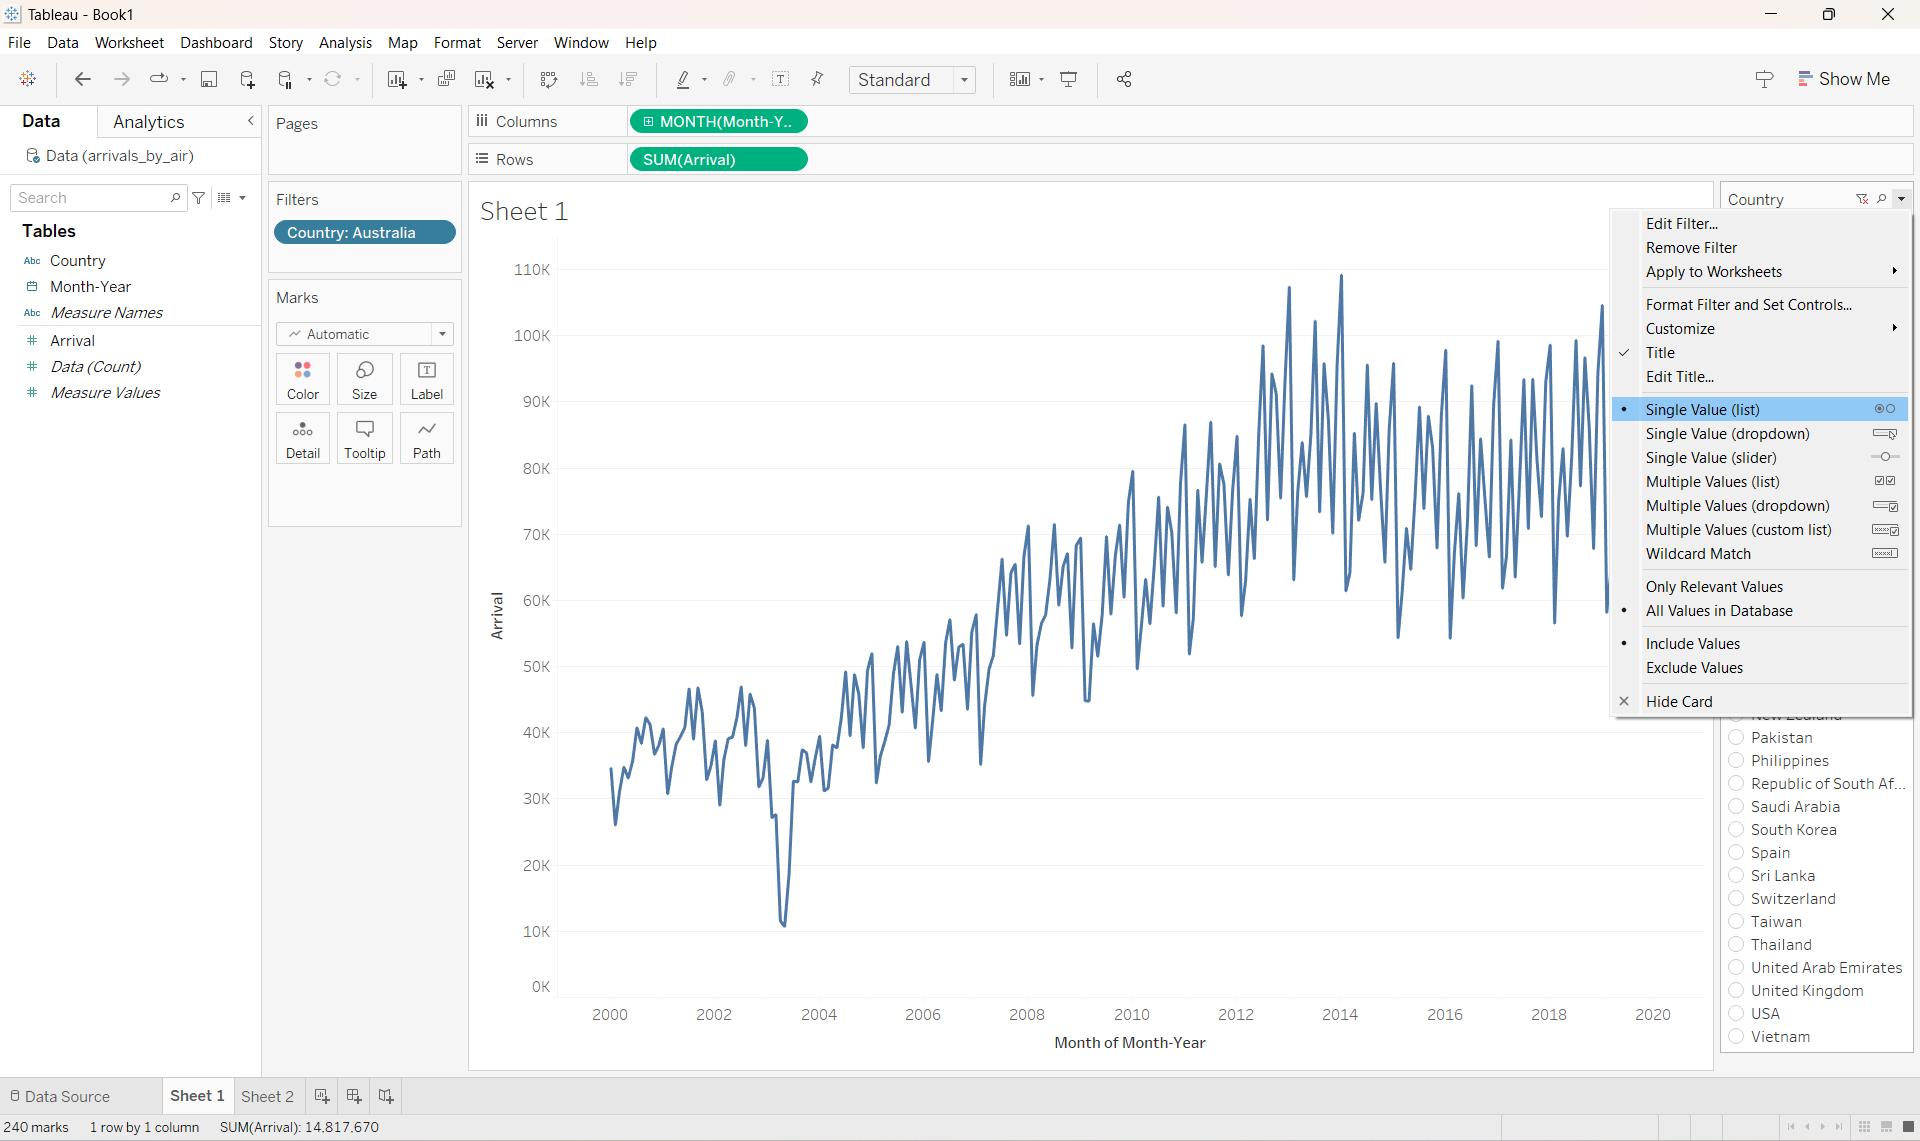 Tableau - Book1
File Data Worksheet Dashboard Story Analysis Map Format Server Window Help
Standard
Show Me
Data
Analytics
Data (arrivals_by_air)
Search
Tables
Abc Country
Month-Year
Abc Measure Names
Arrival
Data (Count)
Measure Values
Pages
Filters
Country: Australia
Marks
Automatic
Color
Size
Label
Detail
Tooltip
Path
Columns
MONTH(Month-Y..
Rows
SUM(Arrival)
Sheet 1
110K
100K
90K
80K
70K
60K
50K
40K
30K
20K
10K
0K
Arrival
2000 2002 2004 2006 2008 2010 2012 2014 2016 2018 2020
Month of Month-Year
Country
Edit Filter...
Remove Filter
Apply to Worksheets
Format Filter and Set Controls...
Customize
Title
Edit Title...
Single Value (list)
Single Value (dropdown)
Single Value (slider)
Multiple Values (list)
Multiple Values (dropdown)
Multiple Values (custom list)
Wildcard Match
Only Relevant Values
All Values in Database
Include Values
Exclude Values
Hide Card
New Zealand
Pakistan
Philippines
Republic of South Af...
Saudi Arabia
South Korea
Spain
Sri Lanka
Switzerland
Taiwan
Thailand
United Arab Emirates
United Kingdom
USA
Vietnam
Data Source
Sheet 1
Sheet 2
240 marks 1 row by 1 column SUM(Arrival): 14,817,670